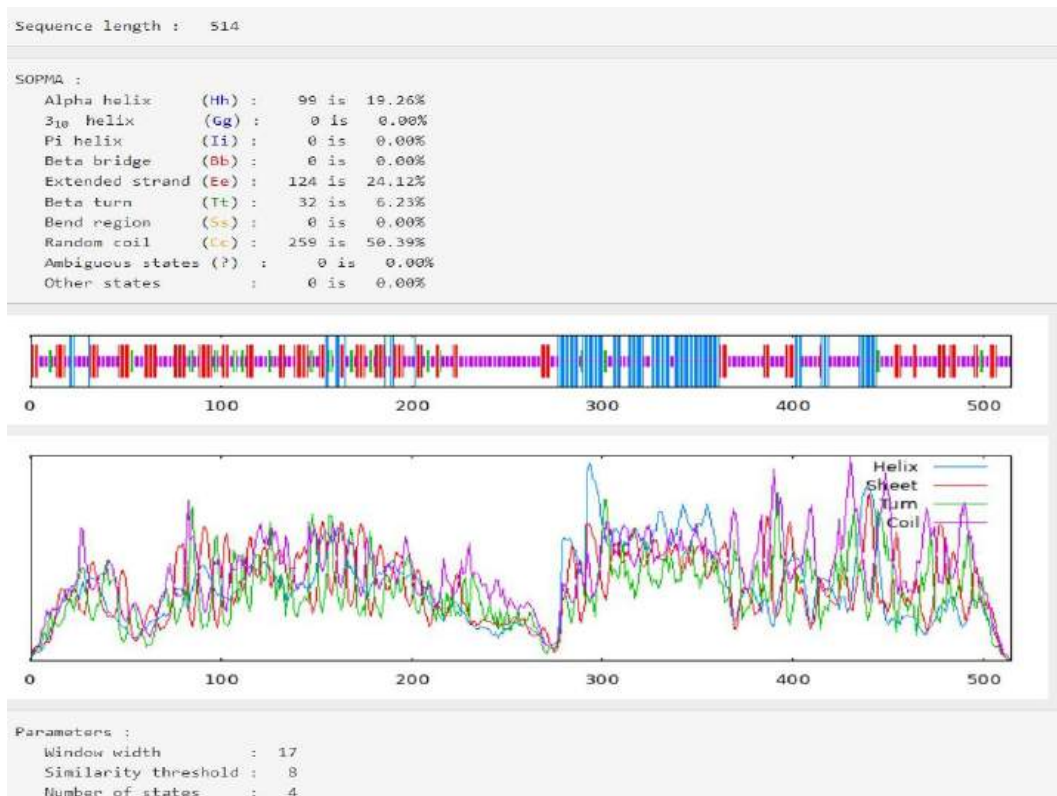 Sequence length :   514
SOPMA :
Alpha helix (Hh) : 99 is 19.26%
3₁₀ helix (Gg) : 0 is 0.00%
Pi helix (Ii) : 0 is 0.00%
Beta bridge (Bb) : 0 is 0.00%
Extended strand (Ee) : 124 is 24.12%
Beta turn (Tt) : 32 is 6.23%
Bend region (Ss) : 0 is 0.00%
Random coil (Cc) : 259 is 50.39%
Ambiguous states (?) : 0 is 0.00%
Other states : 0 is 0.00%
0 100 200 300 400 500
Helix
Sheet
Turn
Coil
0 100 200 300 400 500
Parameters :
Window width : 17
Similarity threshold : 8
Number of states : 4